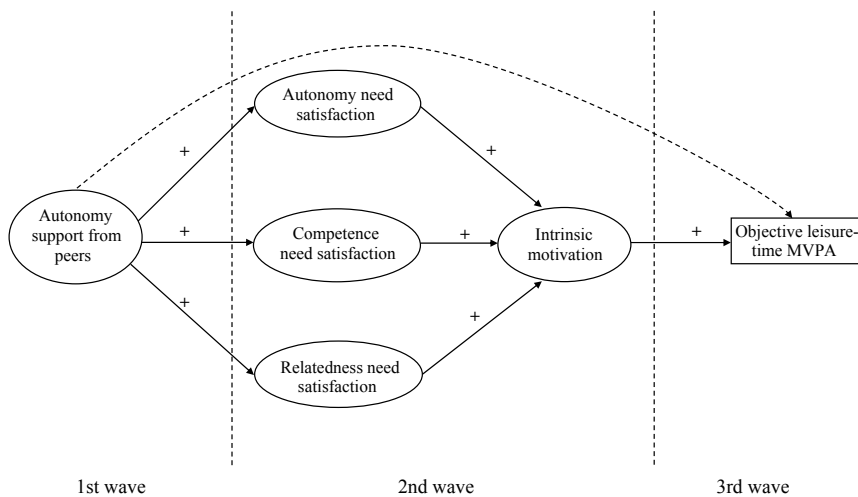 Autonomy need
satisfaction
+
+
Autonomy
support from
peers
+
Competence
need satisfaction
+
Intrinsic
motivation
+
Objective leisure-
time MVPA
+
+
Relatedness need
satisfaction
1st wave
2nd wave
3rd wave